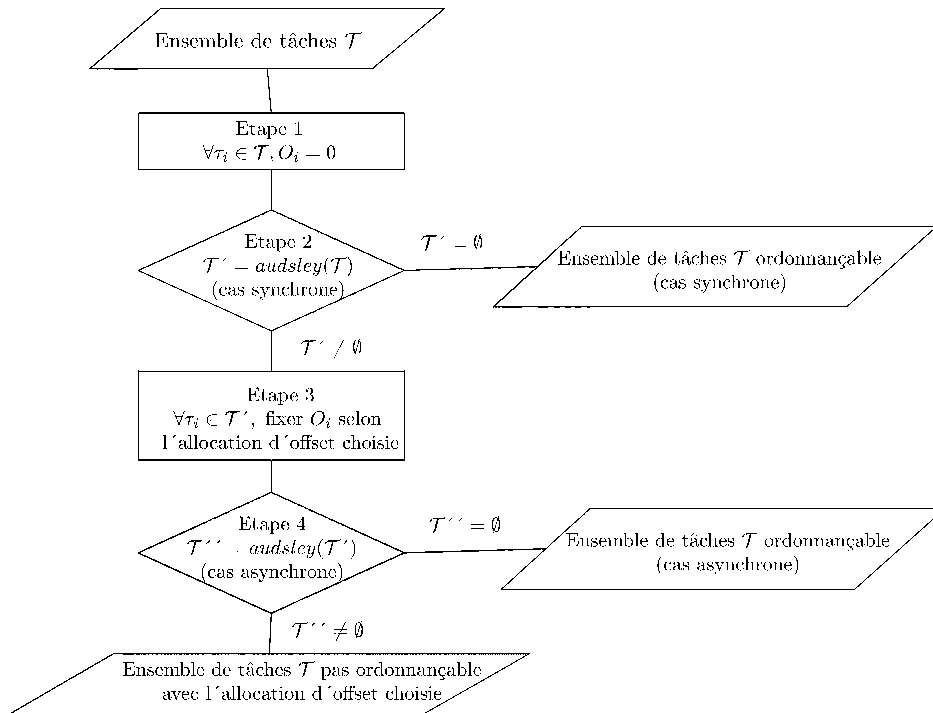 Ensemble de tâches 𝒯
Etape 1
∀τᵢ ∈ 𝒯, Oᵢ = 0
Etape 2
𝒯´ = audsley(𝒯)
(cas synchrone)
𝒯´ = ∅
Ensemble de tâches 𝒯 ordonnançable
(cas synchrone)
𝒯´ ≠ ∅
Etape 3
∀τᵢ ∈ 𝒯´, fixer Oᵢ selon
l´allocation d´offset choisie
Etape 4
𝒯´´ = audsley(𝒯´)
(cas asynchrone)
𝒯´´ = ∅
Ensemble de tâches 𝒯 ordonnançable
(cas asynchrone)
𝒯´´ ≠ ∅
Ensemble de tâches 𝒯 pas ordonnançable
avec l´allocation d´offset choisie